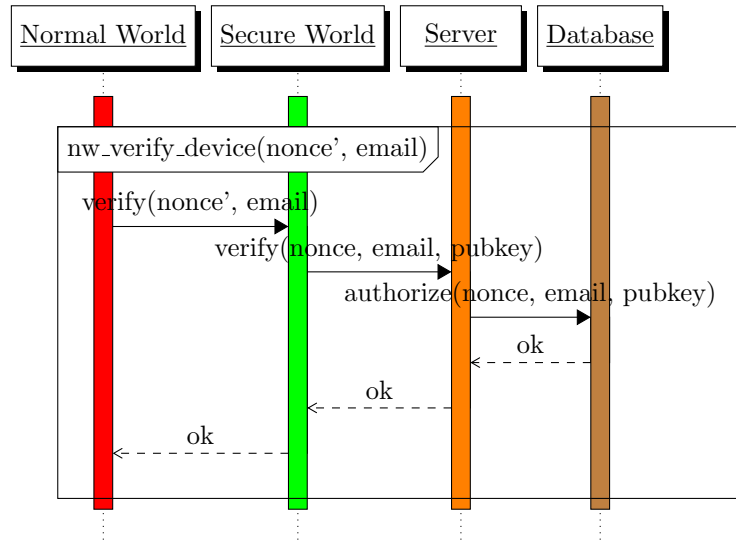 Normal World
Secure World
Server
Database
nw_verify_device(nonce', email)
verify(nonce', email)
verify(nonce, email, pubkey)
authorize(nonce, email, pubkey)
ok
ok
ok